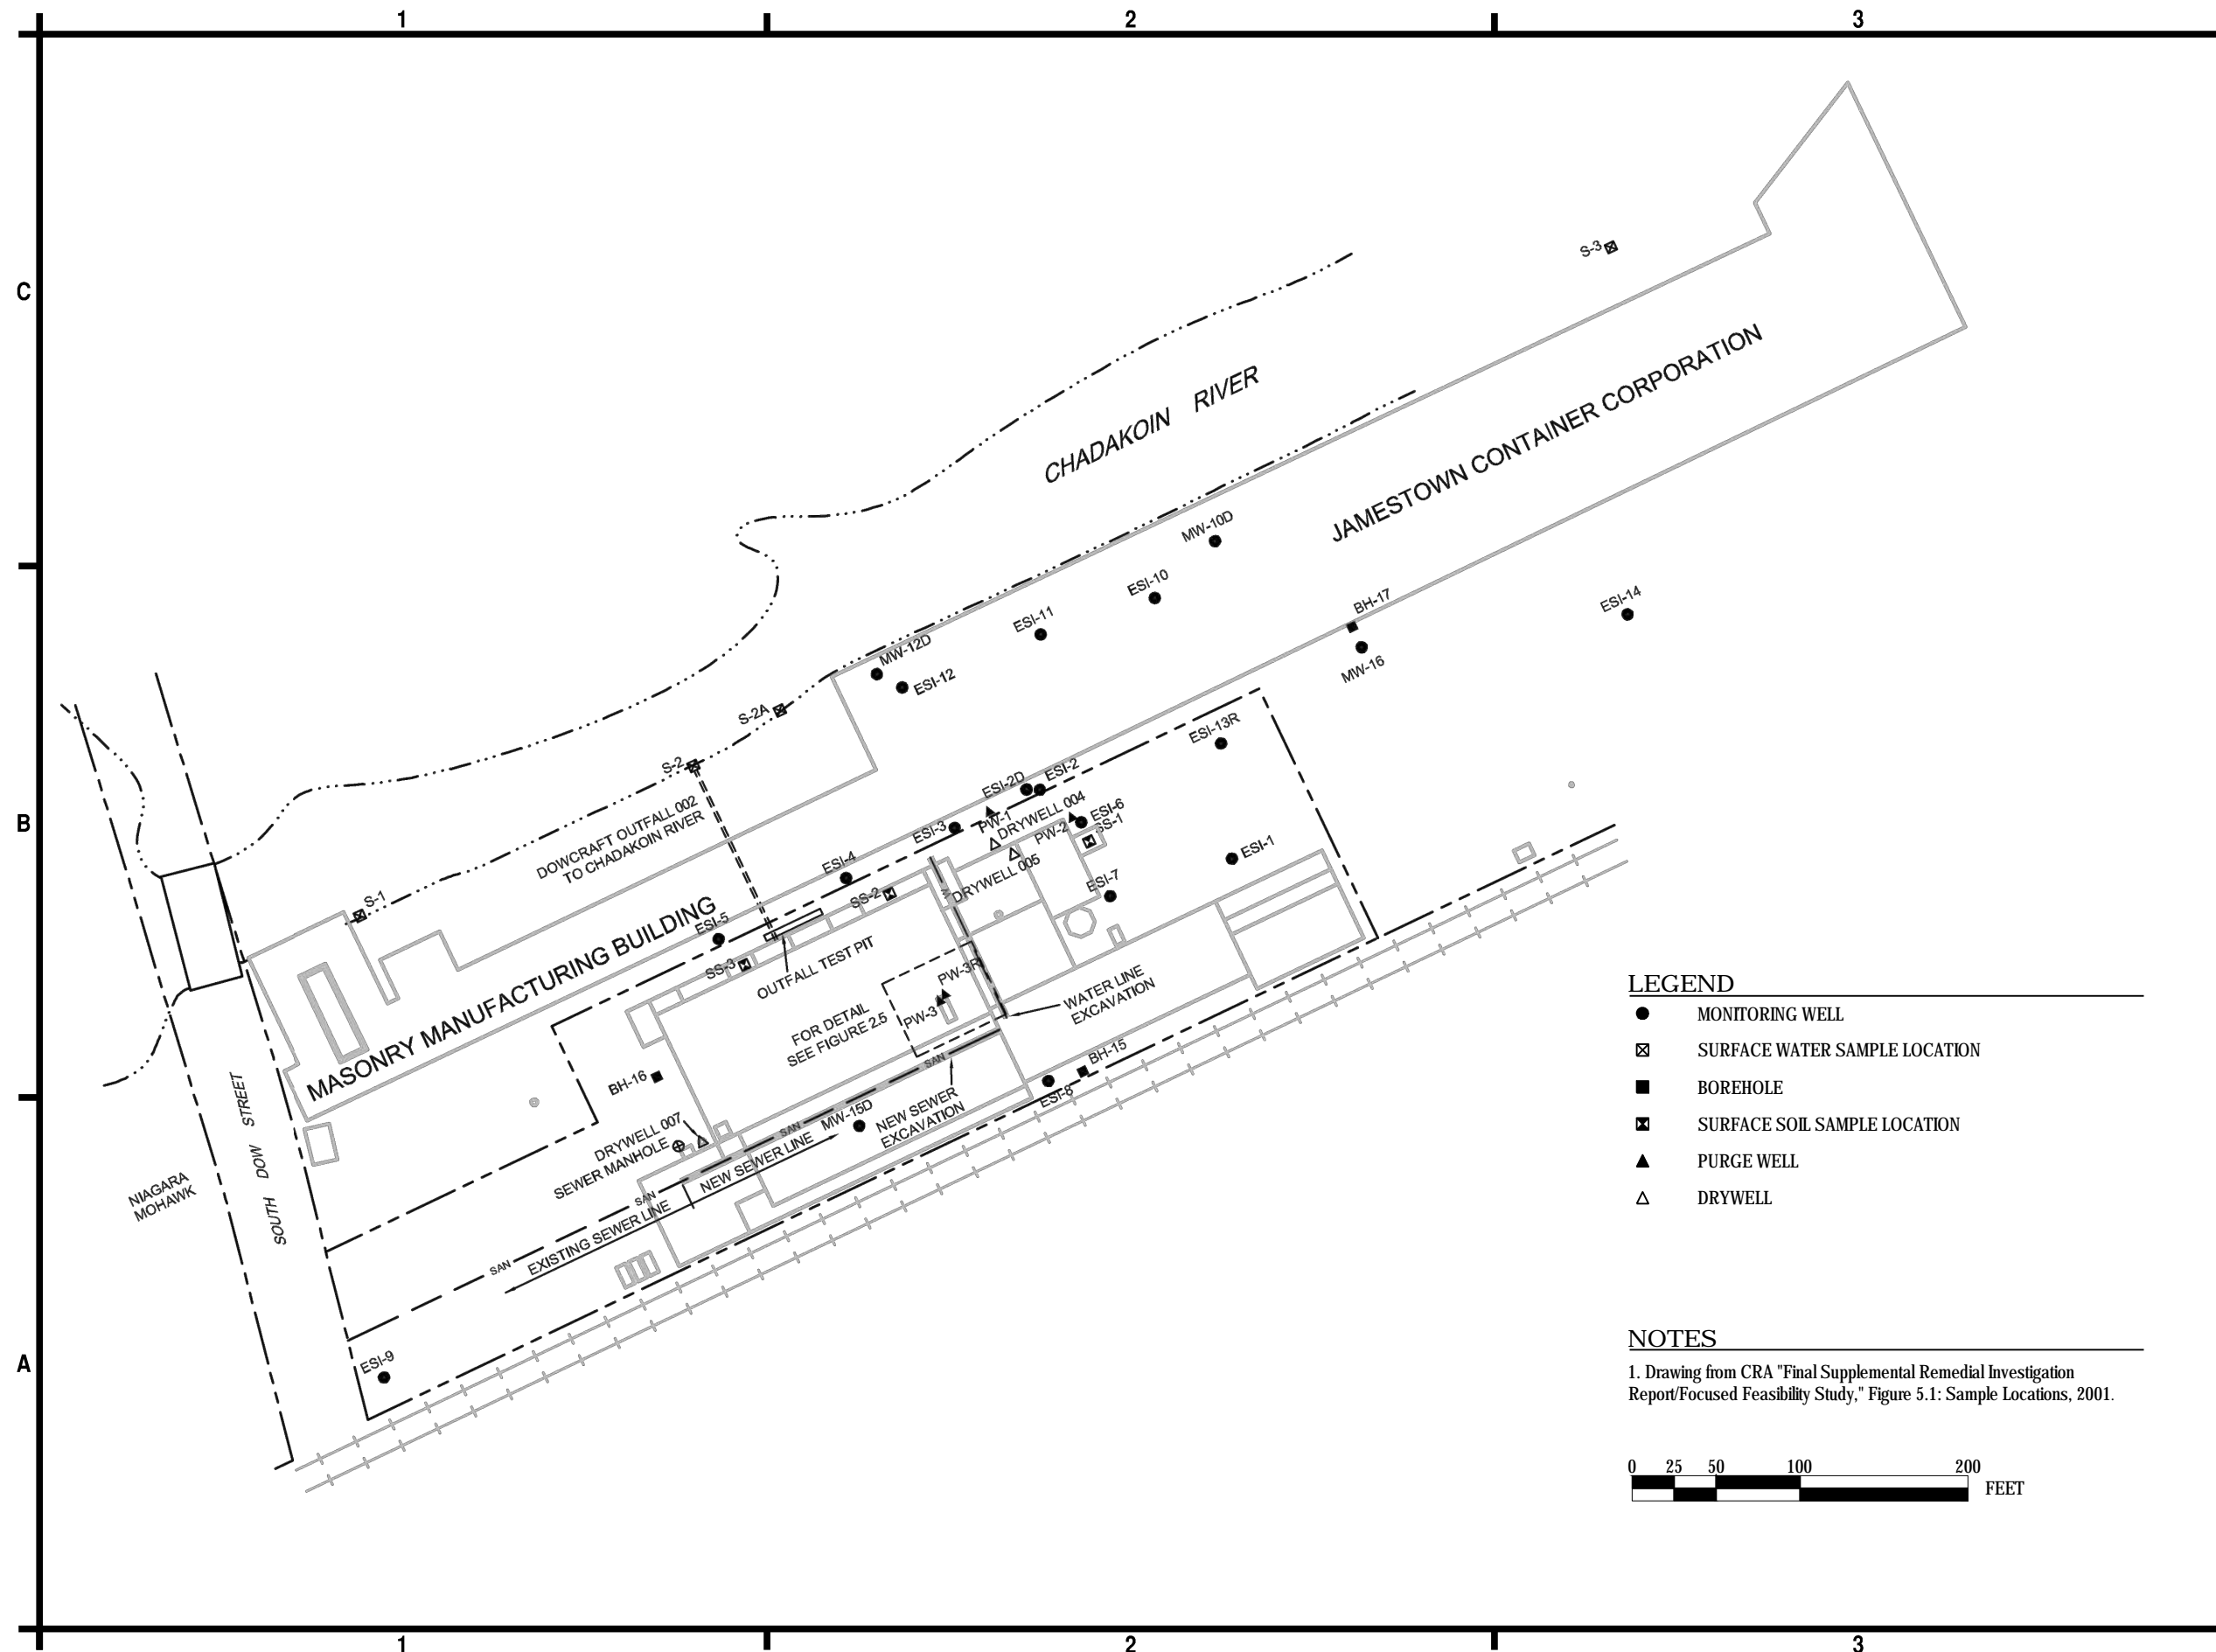 1
2
3
C
S-3
CHADAKOIN RIVER
JAMESTOWN CONTAINER CORPORATION
MW-10D
ESI-10
ESI-11
BH-17
ESI-14
MW-12D
ESI-12
MW-16
S-2A
ESI-13R
S-2
ESI-2D
ESI-2
B
DOWCRAFT OUTFALL 002
TO CHADAKOIN RIVER
PW-1
DRYWELL 004
ESI-6
SS-1
PW-2
ESI-3
ESI-1
ESI-4
DRYWELL 005
ESI-7
SS-2
S-1
MASONRY MANUFACTURING BUILDING
ESI-5
SS-3
OUTFALL TEST PIT
W
PW-3R
PW-3
WATER LINE
EXCAVATION
FOR DETAIL
SEE FIGURE 2.5
SAN
BH-15
ESI-8
BH-16
MW-15D
NEW SEWER
EXCAVATION
DRYWELL 007
SEWER MANHOLE
SAN
NEW SEWER LINE
SAN
EXISTING SEWER LINE
SAN
SOUTH DOW STREET
NIAGARA
MOHAWK
A
ESI-9
LEGEND
MONITORING WELL
SURFACE WATER SAMPLE LOCATION
BOREHOLE
SURFACE SOIL SAMPLE LOCATION
PURGE WELL
DRYWELL
NOTES
1. Drawing from CRA "Final Supplemental Remedial Investigation
Report/Focused Feasibility Study," Figure 5.1: Sample Locations, 2001.
0 25 50 100 200
FEET
1
2
3